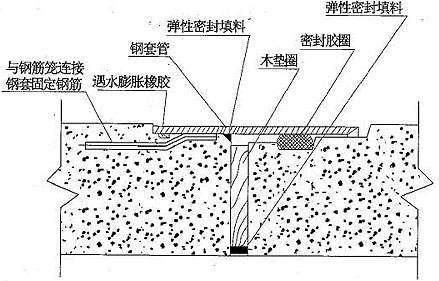 弹性密封填料
弹性密封填料
钢套管
密封胶圈
木垫圈
与钢筋笼连接
钢套固定钢筋
遇水膨胀橡胶